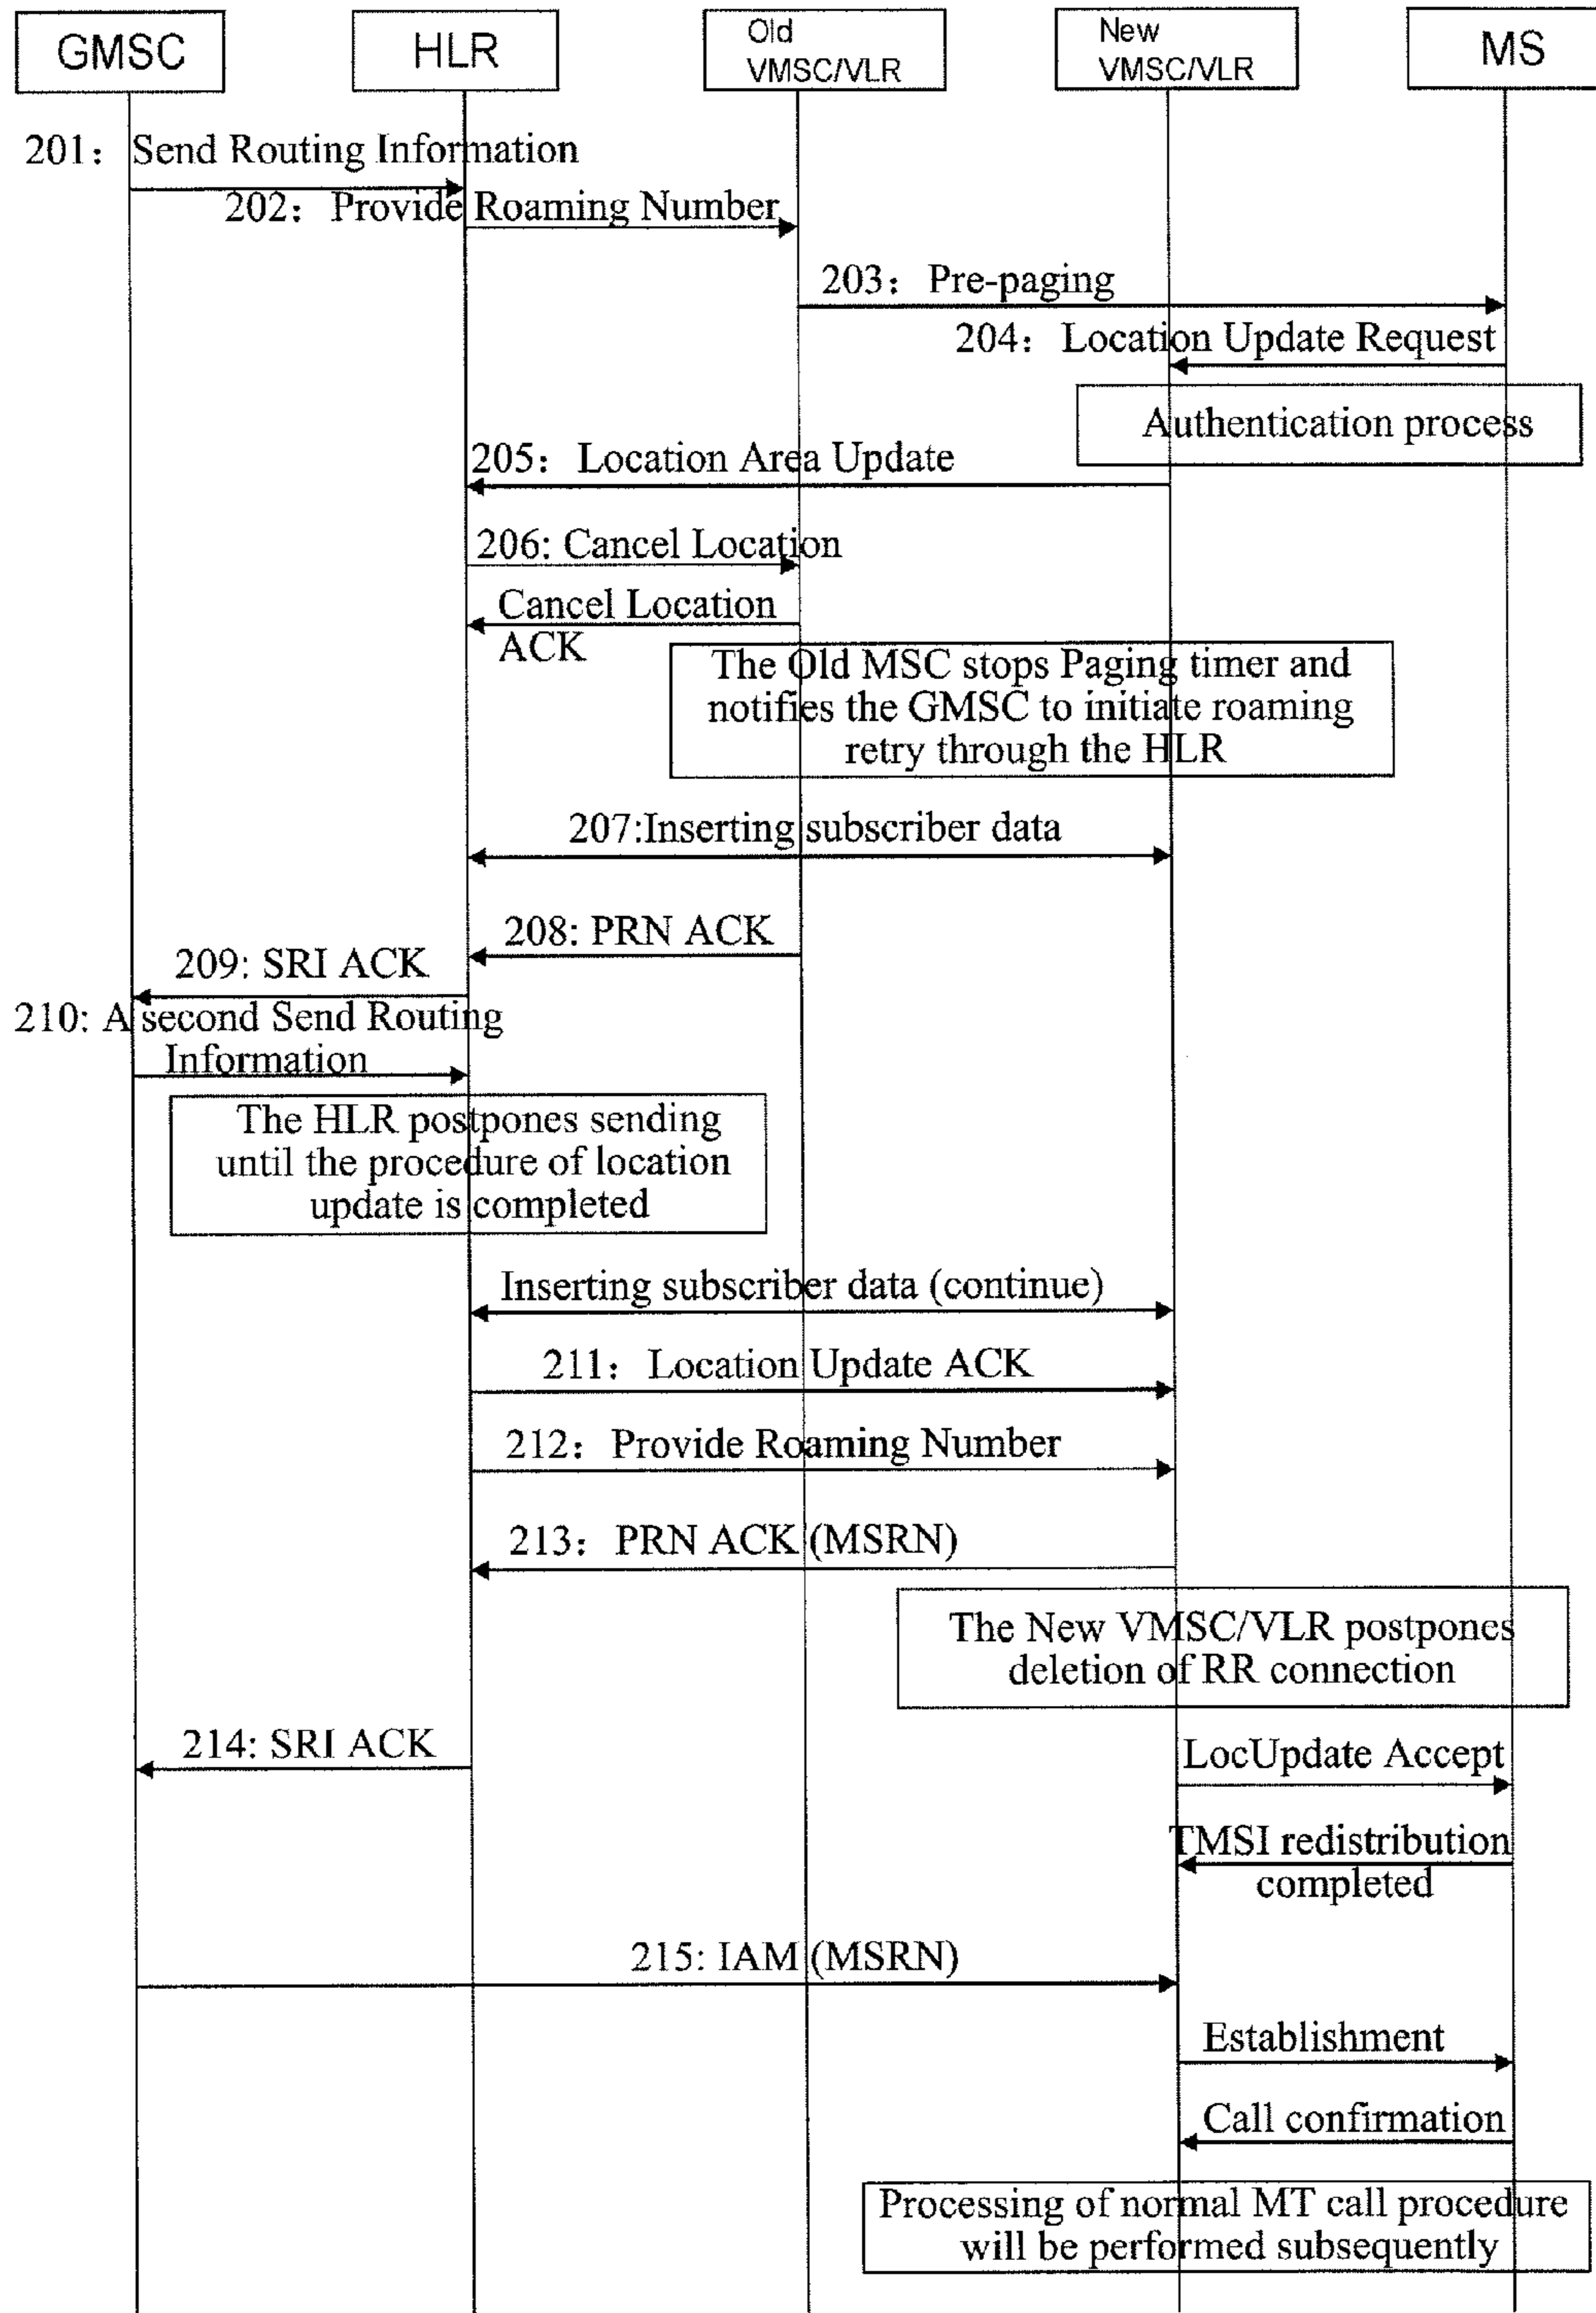 GMSC
HLR
Old
VMSC/VLR
New
VMSC/VLR
MS
201: Send Routing Information
202: Provide Roaming Number
203: Pre-paging
204: Location Update Request
Authentication process
205: Location Area Update
206: Cancel Location
Cancel Location
ACK
The Old MSC stops Paging timer and
notifies the GMSC to initiate roaming
retry through the HLR
207:Inserting subscriber data
208: PRN ACK
209: SRI ACK
210: A second Send Routing
Information
The HLR postpones sending
until the procedure of location
update is completed
Inserting subscriber data (continue)
211: Location Update ACK
212: Provide Roaming Number
213: PRN ACK (MSRN)
The New VMSC/VLR postpones
deletion of RR connection
214: SRI ACK
LocUpdate Accept
TMSI redistribution
completed
215: IAM (MSRN)
Establishment
Call confirmation
Processing of normal MT call procedure
will be performed subsequently